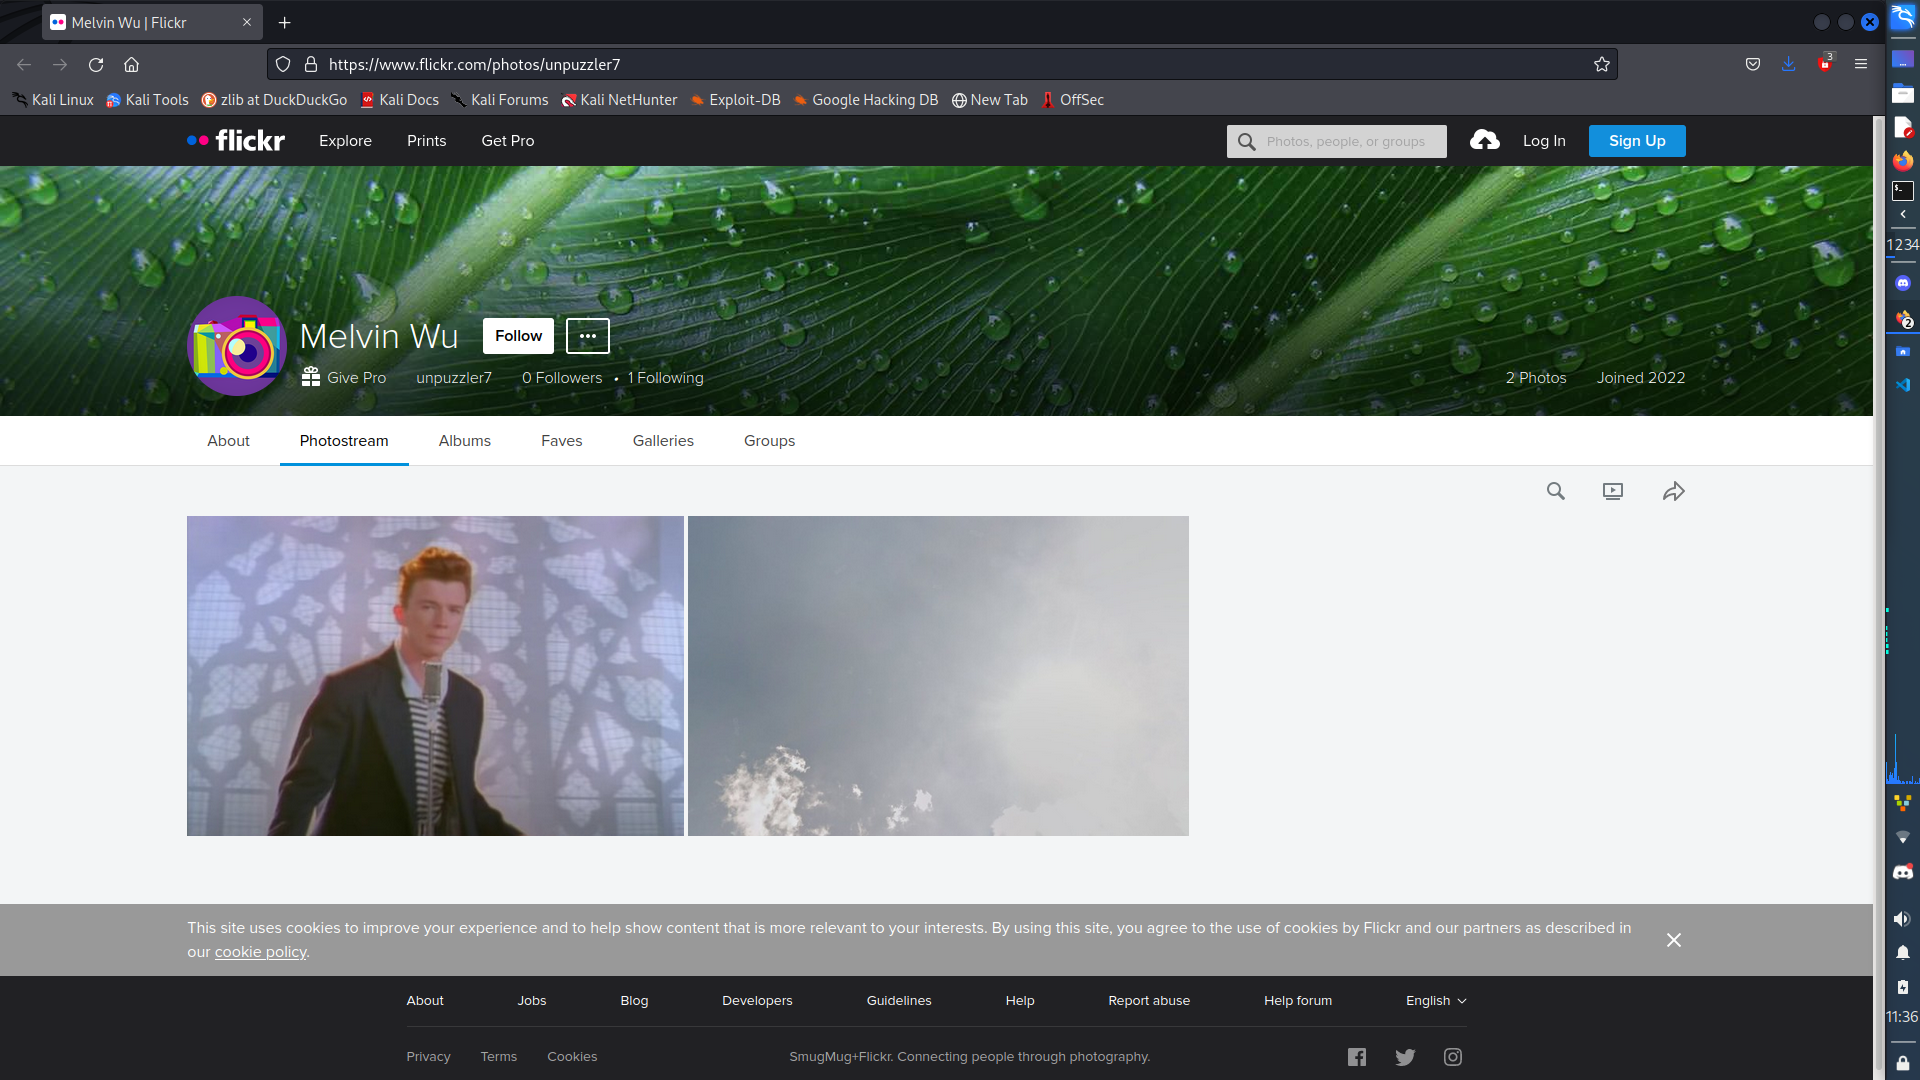 Melvin Wu | Flickr
https://www.flickr.com/photos/unpuzzler7
3
Kali Linux Kali Tools zlib at DuckDuckGo Kali Docs Kali Forums Kali NetHunter Exploit-DB Google Hacking DB New Tab OffSec
flickr Explore Prints Get Pro Photos, people, or groups Log In Sign Up
1234
Melvin Wu Follow
2
Give Pro unpuzzler7 0 Followers • 1 Following 2 Photos Joined 2022
About Photostream Albums Faves Galleries Groups
This site uses cookies to improve your experience and to help show content that is more relevant to your interests. By using this site, you agree to the use of cookies by Flickr and our partners as described in
our cookie policy.
About Jobs Blog Developers Guidelines Help Report abuse Help forum English
11:36
Privacy Terms Cookies SmugMug+Flickr. Connecting people through photography.